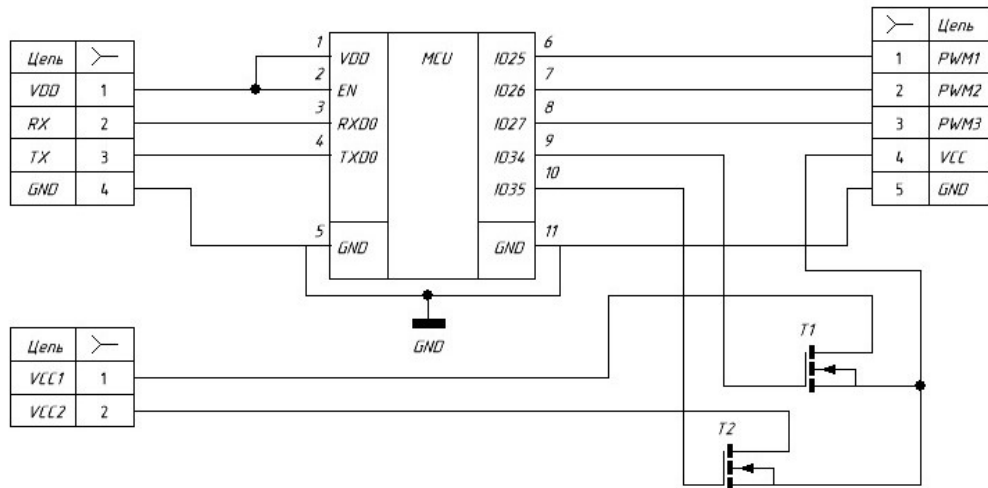 Цепь
VDD 1
RX 2
TX 3
GND 4
1 VDD
2 EN
3 RXD0
4 TXD0
5 GND
MCU
IO25 6
IO26 7
IO27 8
IO34 9
IO35 10
GND 11
GND
Цепь
1 PWM1
2 PWM2
3 PWM3
4 VCC
5 GND
Цепь
VCC1 1
VCC2 2
T1
T2